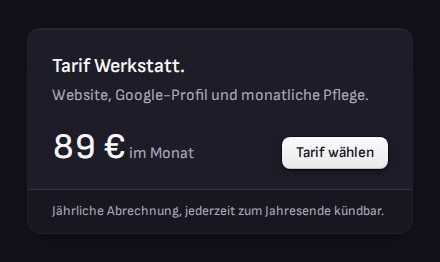 Tarif Werkstatt.
Website, Google-Profil und monatliche Pflege.
89 € im Monat
Tarif wählen
Jährliche Abrechnung, jederzeit zum Jahresende kündbar.